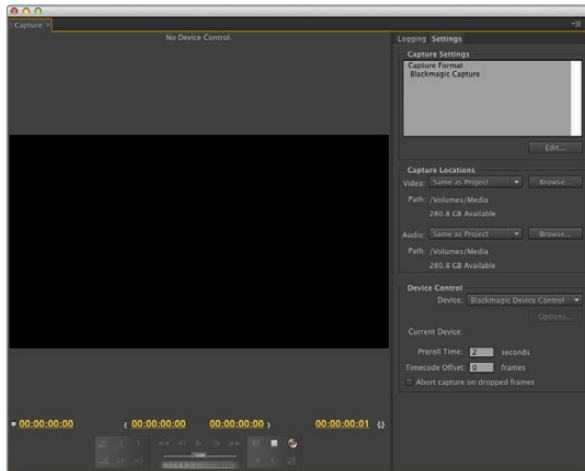 Capture
No Device Control.
00:00:00:00
{ 00:00:00:00
00:00:00:00 }
00:00:00:01
{}
Logging
Settings
Capture Settings
Capture Format
Blackmagic Capture
Edit...
Capture Locations
Video: Same as Project
Browse...
Path: /Volumes/Media
280.8 GB Available
Audio: Same as Project
Browse...
Path: /Volumes/Media
280.8 GB Available
Device Control
Device: Blackmagic Device Control
Options...
Current Device:
Preroll Time: 2 seconds
Timecode Offset: 0 frames
Abort capture on dropped frames